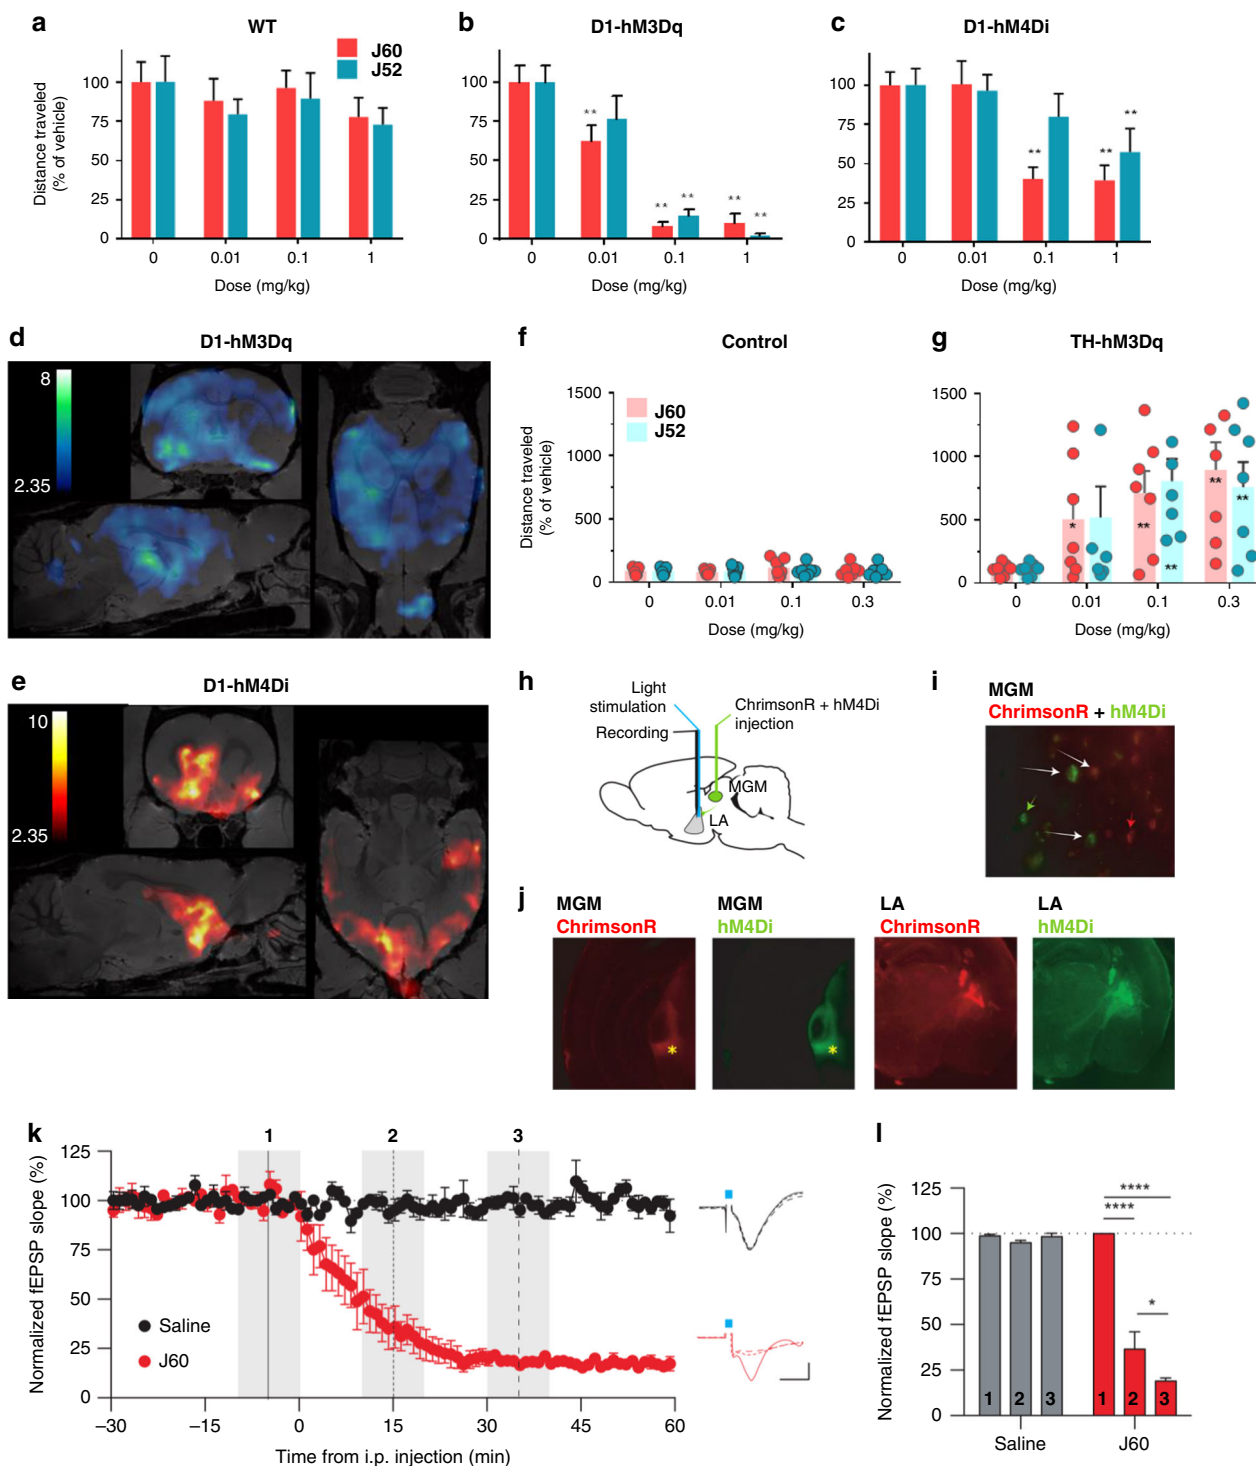 a WT
J60
J52
Distance traveled
(% of vehicle)
100
75
50
25
0
0 0.01 0.1 1
Dose (mg/kg)
**
b D1-hM3Dq
100
75
50
25
0
** ** ** ** **
0 0.01 0.1 1
Dose (mg/kg)
c D1-hM4Di
100
75
50
25
0
** ** **
0 0.01 0.1 1
Dose (mg/kg)
d D1-hM3Dq
8
2.35
e D1-hM4Di
10
2.35
f Control
J60
J52
Distance traveled
(% of vehicle)
1500
1000
500
0
0 0.01 0.1 0.3
Dose (mg/kg)
g TH-hM3Dq
1500
1000
500
0
* ** ** ** **
0 0.01 0.1 0.3
Dose (mg/kg)
h
Light
stimulation
Recording
ChrimsonR + hM4Di
injection
MGM
LA
i MGM
ChrimsonR + hM4Di
j MGM
ChrimsonR
*
MGM
hM4Di
*
LA
ChrimsonR
LA
hM4Di
k
1 2 3
Normalized fEPSP slope (%)
125
100
75
50
25
0
Saline
J60
–30 –15 0 15 30 45 60
Time from i.p. injection (min)
l
Normalized fEPSP slope (%)
125
100
75
50
25
0
****
****
*
1 2 3 1 2 3
Saline J60